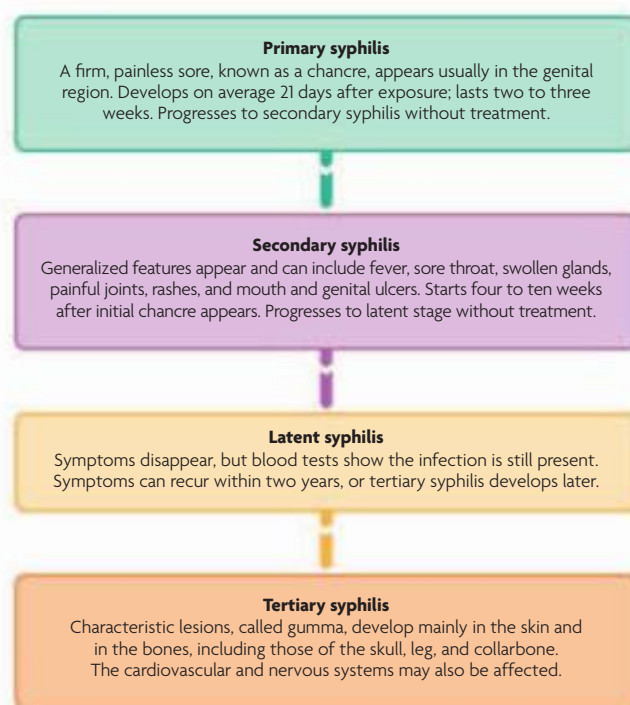 Primary syphilis
A firm, painless sore, known as a chancre, appears usually in the genital
region. Develops on average 21 days after exposure; lasts two to three
weeks. Progresses to secondary syphilis without treatment.
Secondary syphilis
Generalized features appear and can include fever, sore throat, swollen glands,
painful joints, rashes, and mouth and genital ulcers. Starts four to ten weeks
after initial chancre appears. Progresses to latent stage without treatment.
Latent syphilis
Symptoms disappear, but blood tests show the infection is still present.
Symptoms can recur within two years, or tertiary syphilis develops later.
Tertiary syphilis
Characteristic lesions, called gumma, develop mainly in the skin and
in the bones, including those of the skull, leg, and collarbone.
The cardiovascular and nervous systems may also be affected.